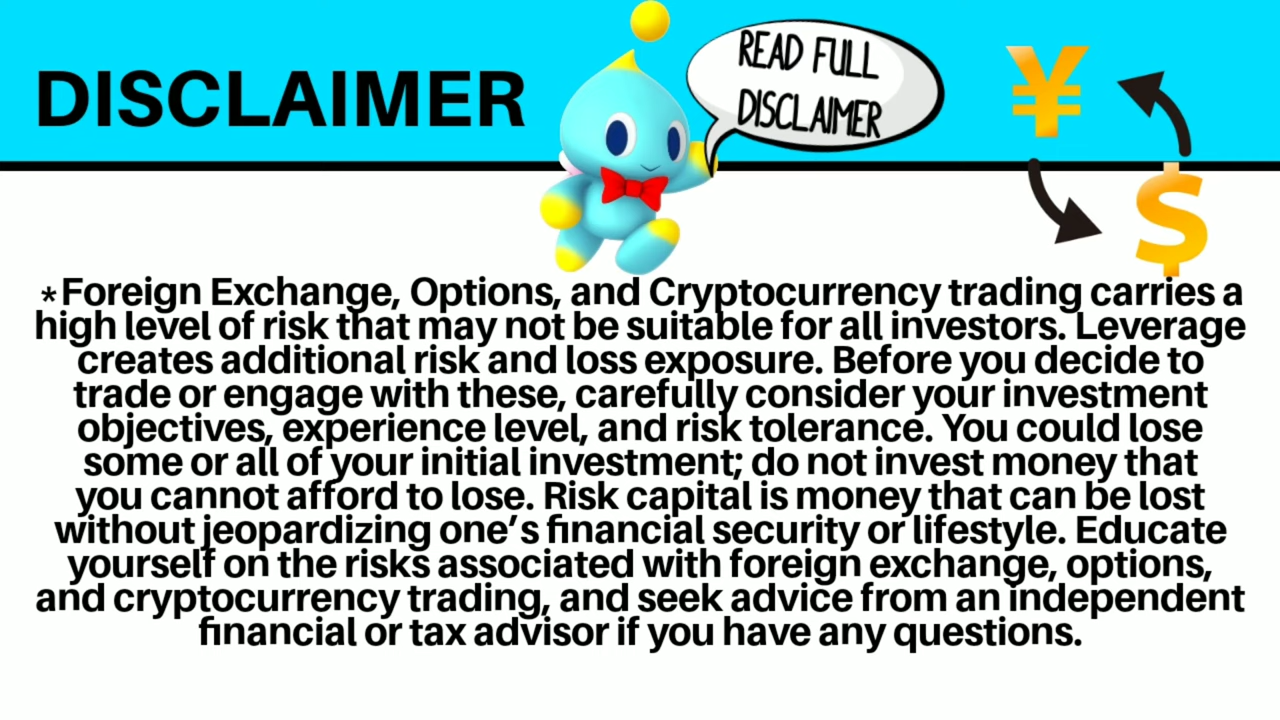 DISCLAIMER
READ FULL
DISCLAIMER
¥
$
*Foreign Exchange, Options, and Cryptocurrency trading carries a
high level of risk that may not be suitable for all investors. Leverage
creates additional risk and loss exposure. Before you decide to
trade or engage with these, carefully consider your investment
objectives, experience level, and risk tolerance. You could lose
some or all of your initial investment; do not invest money that
you cannot afford to lose. Risk capital is money that can be lost
without jeopardizing one’s financial security or lifestyle. Educate
yourself on the risks associated with foreign exchange, options,
and cryptocurrency trading, and seek advice from an independent
financial or tax advisor if you have any questions.